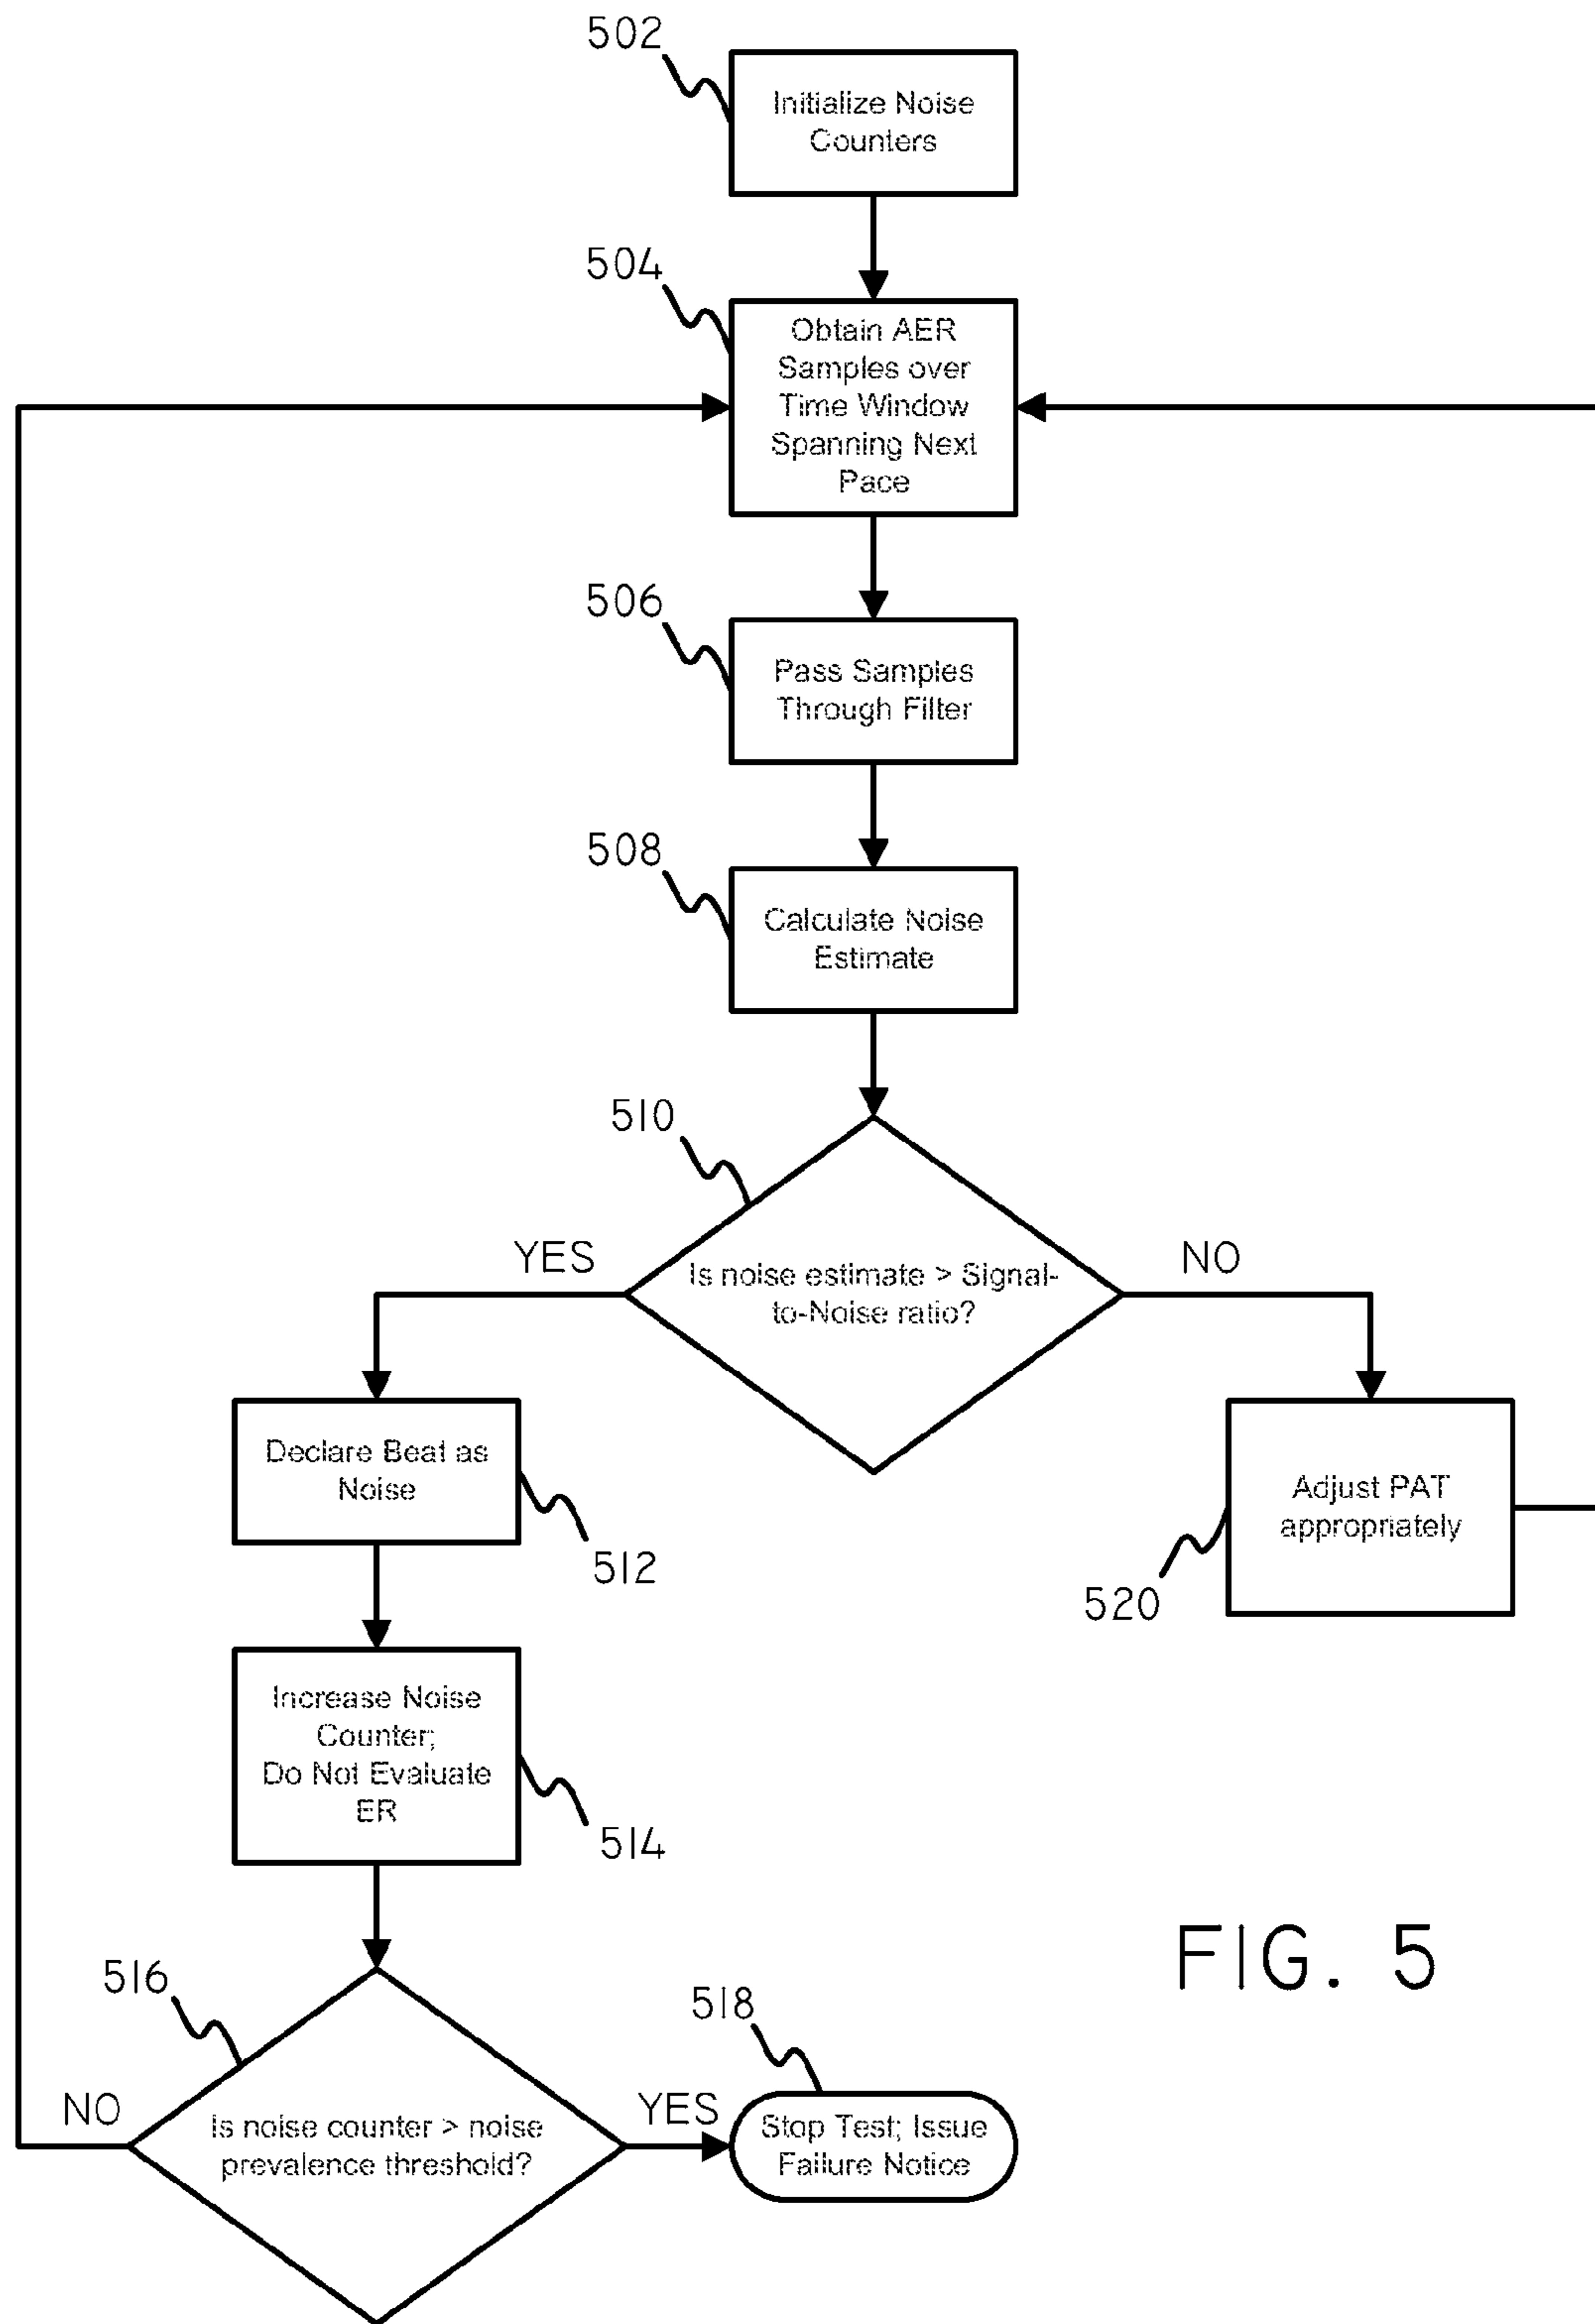 502
Initialize Noise
Counters
504
Obtain AER
Samples over
Time Window
Spanning Next
Pace
506
Pass Samples
Through Filter
508
Calculate Noise
Estimate
510
YES
Is noise estimate > Signal-
to-Noise ratio?
NO
Declare Beat as
Noise
512
Adjust PAT
appropriately
520
Increase Noise
Counter;
Do Not Evaluate
ER
514
516
NO
Is noise counter > noise
prevalence threshold?
YES
518
Stop Test; Issue
Failure Notice
FIG. 5